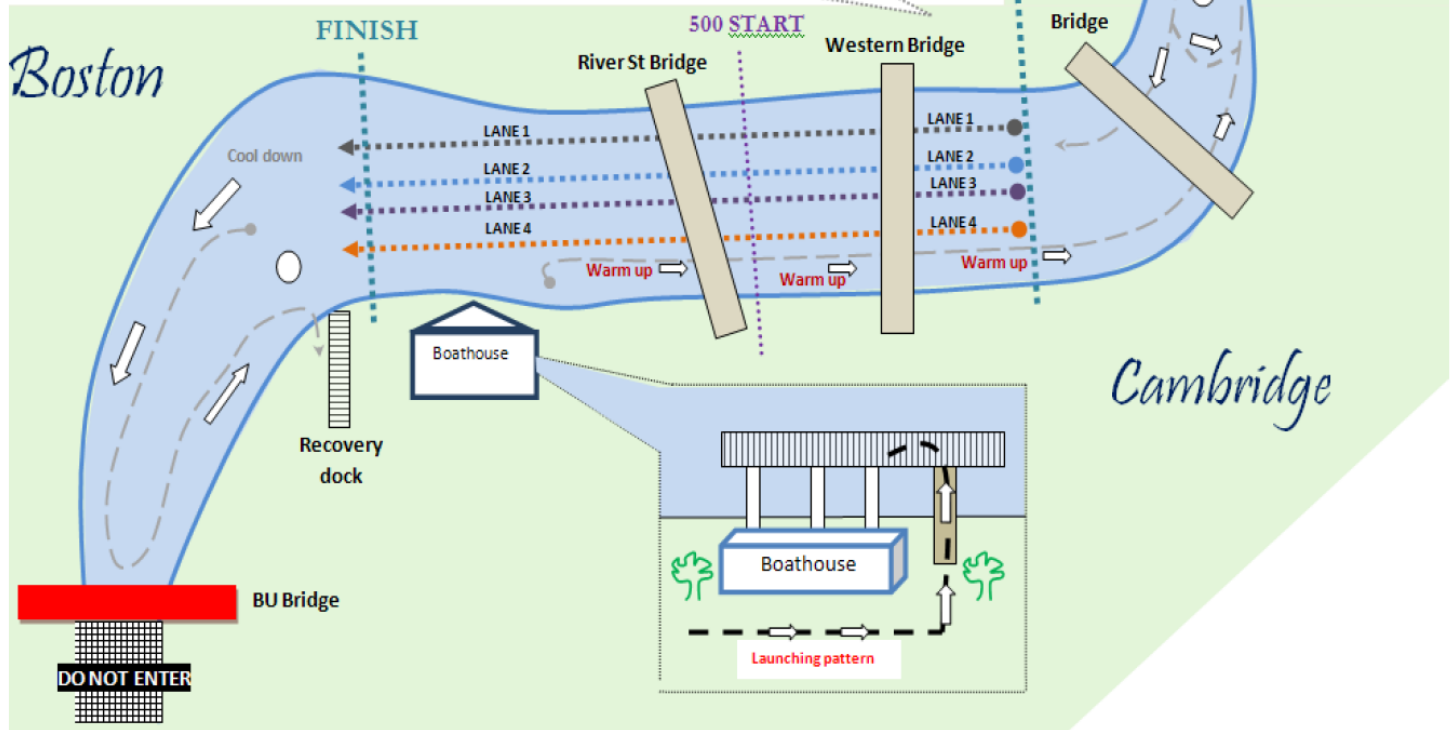 FINISH
500 START
Bridge
Western Bridge
River St Bridge
Boston
LANE 1
LANE 1
Cool down
LANE 2
LANE 2
LANE 3
LANE 3
LANE 4
LANE 4
Warm up
Warm up
Warm up
Boathouse
Cambridge
Recovery
dock
Boathouse
BU Bridge
Launching pattern
DO NOT ENTER